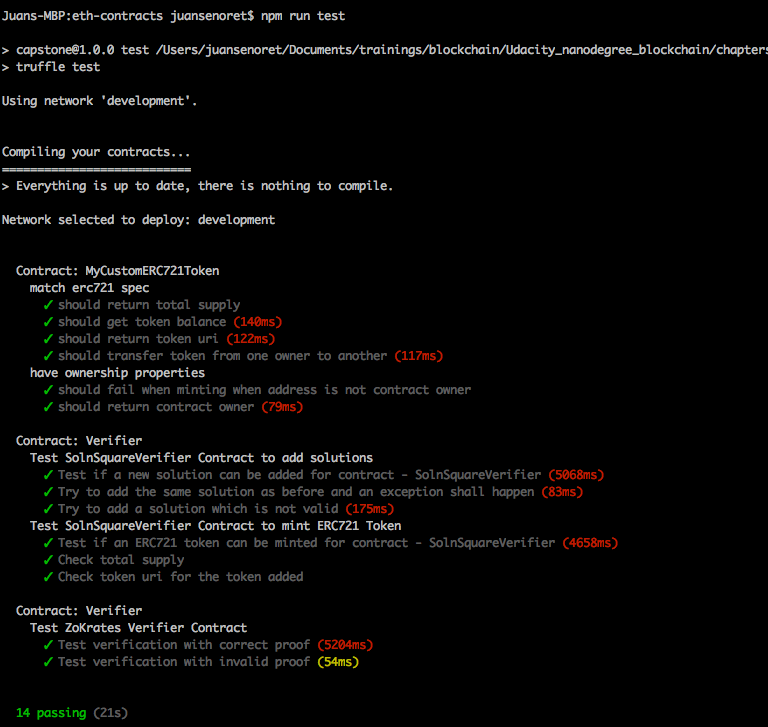 Juans-MBP:eth-contracts juansenoret$ npm run test
> capstone@1.0.0 test /Users/juansenoret/Documents/trainings/blockchain/Udacity_nanodegree_blockchain/chapters
> truffle test
Using network 'development'.
Compiling your contracts...
===========================
> Everything is up to date, there is nothing to compile.
Network selected to deploy: development
Contract: MyCustomERC721Token
match erc721 spec
✓ should return total supply
✓ should get token balance (140ms)
✓ should return token uri (122ms)
✓ should transfer token from one owner to another (117ms)
have ownership properties
✓ should fail when minting when address is not contract owner
✓ should return contract owner (79ms)
Contract: Verifier
Test SolnSquareVerifier Contract to add solutions
✓ Test if a new solution can be added for contract - SolnSquareVerifier (5068ms)
✓ Try to add the same solution as before and an exception shall happen (83ms)
✓ Try to add a solution which is not valid (175ms)
Test SolnSquareVerifier Contract to mint ERC721 Token
✓ Test if an ERC721 token can be minted for contract - SolnSquareVerifier (4658ms)
✓ Check total supply
✓ Check token uri for the token added
Contract: Verifier
Test ZoKrates Verifier Contract
✓ Test verification with correct proof (5204ms)
✓ Test verification with invalid proof (54ms)
14 passing (21s)